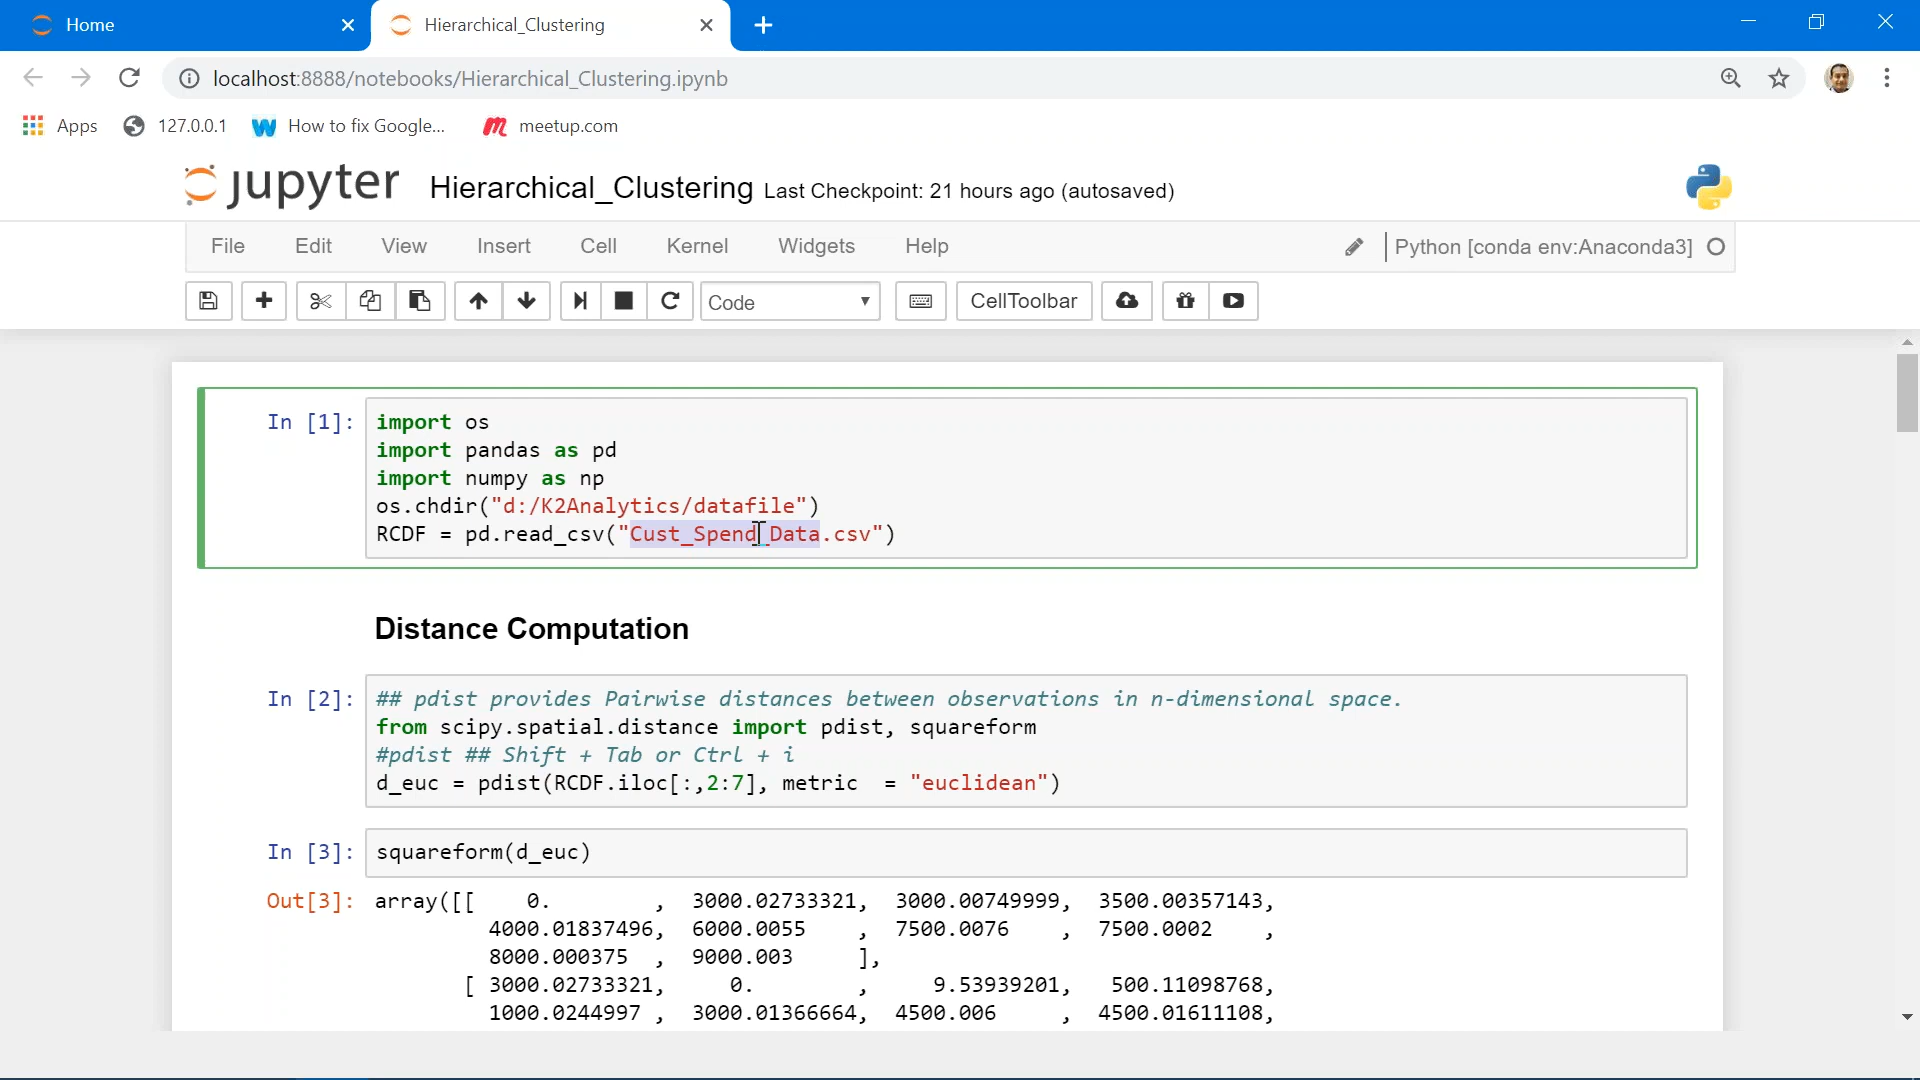 Home
Hierarchical_Clustering
localhost:8888/notebooks/Hierarchical_Clustering.ipynb
Apps 127.0.0.1 How to fix Google... meetup.com
jupyter Hierarchical_Clustering Last Checkpoint: 21 hours ago (autosaved)
File Edit View Insert Cell Kernel Widgets Help Python [conda env:Anaconda3]
Code CellToolbar
In [1]: import os
import pandas as pd
import numpy as np
os.chdir("d:/K2Analytics/datafile")
RCDF = pd.read_csv("Cust_Spend_Data.csv")
Distance Computation
In [2]: ## pdist provides Pairwise distances between observations in n-dimensional space.
from scipy.spatial.distance import pdist, squareform
#pdist ## Shift + Tab or Ctrl + i
d_euc = pdist(RCDF.iloc[:,2:7], metric  = "euclidean")
In [3]: squareform(d_euc)
Out[3]: array([[    0.        , 3000.02733321, 3000.00749999, 3500.00357143,
4000.01837496, 6000.0055    , 7500.0076    , 7500.0002    ,
8000.000375  , 9000.003     ],
[ 3000.02733321,    0.        ,    9.53939201,  500.11098768,
1000.0244997 , 3000.01366664, 4500.006     , 4500.01611108,